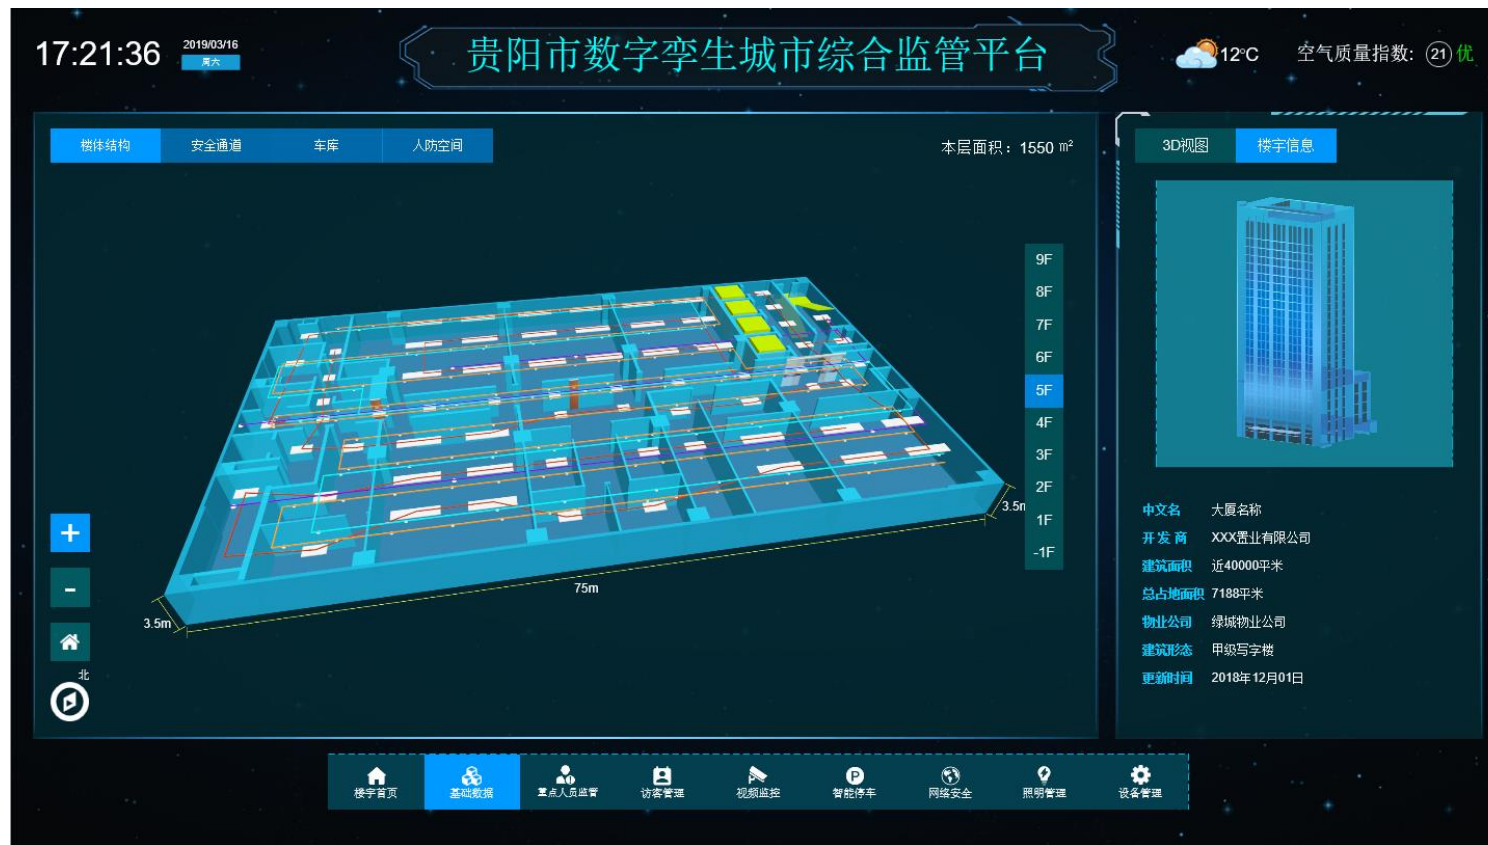 17:21:36
2019/03/16
周六
贵阳市数字孪生城市综合监管平台
12°C
空气质量指数: 21 优
楼体结构
安全通道
车库
人防空间
本层面积：1550 m²
9F
8F
7F
6F
5F
4F
3F
2F
1F
-1F
3.5m
75m
3.5m
+
-
北
3D视图
楼宇信息
中文名 大厦名称
开发商 XXX置业有限公司
建筑面积 近40000平米
总占地面积 7188平米
物业公司 绿城物业公司
建筑形态 甲级写字楼
更新时间 2018年12月01日
楼宇首页
基础数据
重点人员监管
访客管理
视频监控
P
智能停车
网络安全
照明管理
设备管理